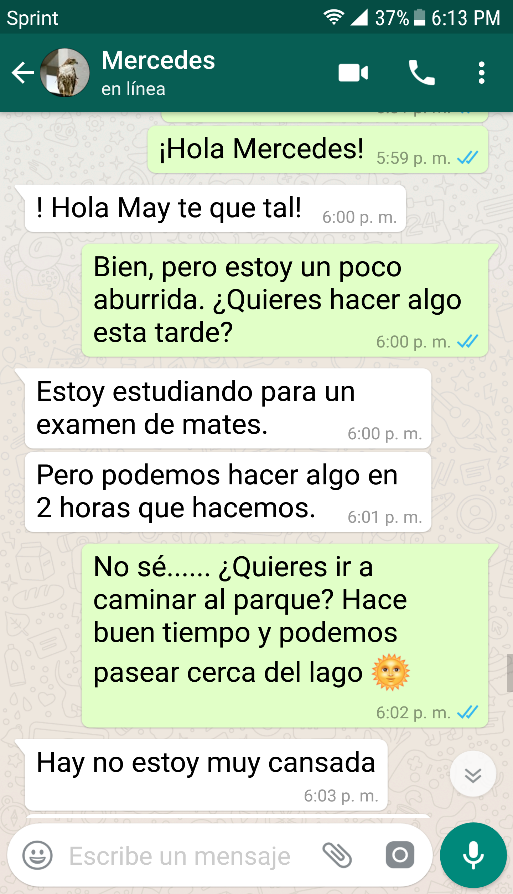 Sprint 37% 6:13 PM
Mercedes
en línea
¡Hola Mercedes! 5:59 p. m.
! Hola May te que tal! 6:00 p. m.
Bien, pero estoy un poco
aburrida. ¿Quieres hacer algo
esta tarde? 6:00 p. m.
Estoy estudiando para un
examen de mates. 6:00 p. m.
Pero podemos hacer algo en
2 horas que hacemos. 6:01 p. m.
No sé...... ¿Quieres ir a
caminar al parque? Hace
buen tiempo y podemos
pasear cerca del lago
6:02 p. m.
Hay no estoy muy cansada
6:03 p. m.
Escribe un mensaje